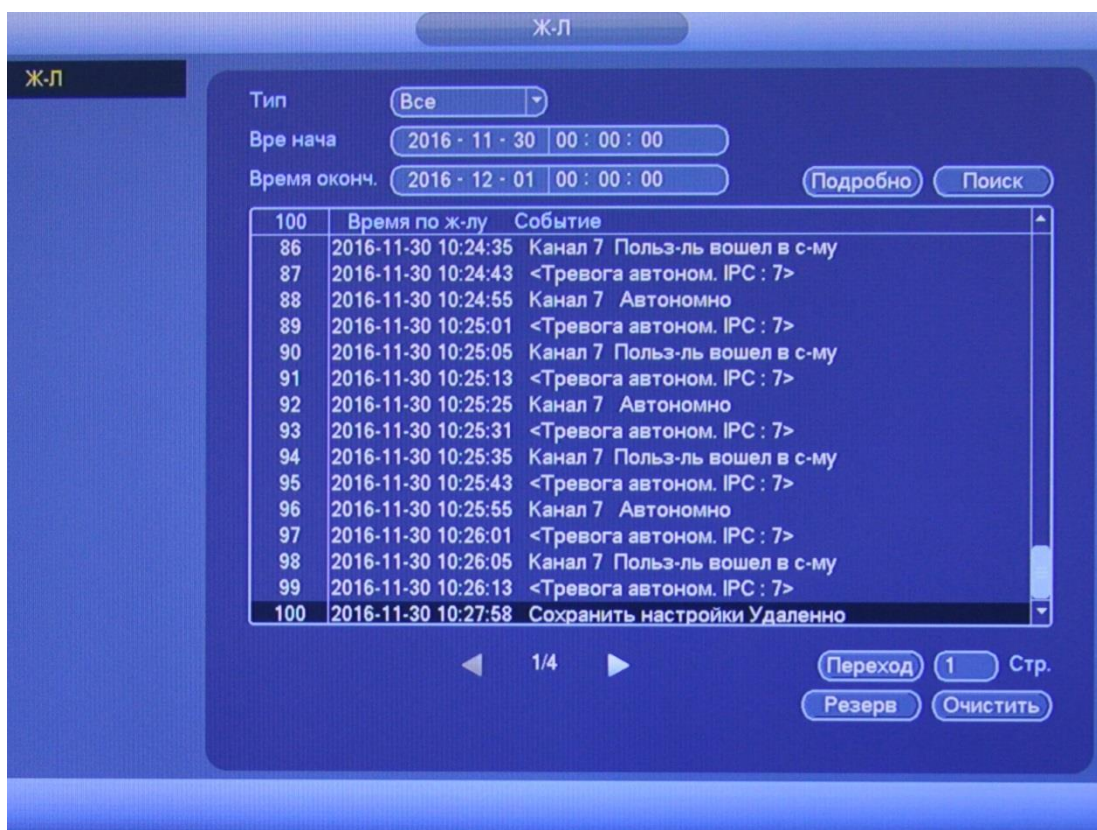 Ж-Л
Ж-Л
Тип Все
Вре нача 2016 - 11 - 30 00 : 00 : 00
Время оконч. 2016 - 12 - 01 00 : 00 : 00 Подробно Поиск
100 Время по ж-лу Событие
86 2016-11-30 10:24:35 Канал 7 Польз-ль вошел в с-му
87 2016-11-30 10:24:43 <Тревога автоном. IPC : 7>
88 2016-11-30 10:24:55 Канал 7 Автономно
89 2016-11-30 10:25:01 <Тревога автоном. IPC : 7>
90 2016-11-30 10:25:05 Канал 7 Польз-ль вошел в с-му
91 2016-11-30 10:25:13 <Тревога автоном. IPC : 7>
92 2016-11-30 10:25:25 Канал 7 Автономно
93 2016-11-30 10:25:31 <Тревога автоном. IPC : 7>
94 2016-11-30 10:25:35 Канал 7 Польз-ль вошел в с-му
95 2016-11-30 10:25:43 <Тревога автоном. IPC : 7>
96 2016-11-30 10:25:55 Канал 7 Автономно
97 2016-11-30 10:26:01 <Тревога автоном. IPC : 7>
98 2016-11-30 10:26:05 Канал 7 Польз-ль вошел в с-му
99 2016-11-30 10:26:13 <Тревога автоном. IPC : 7>
100 2016-11-30 10:27:58 Сохранить настройки Удаленно
1/4 Переход 1 Стр.
Резерв Очистить